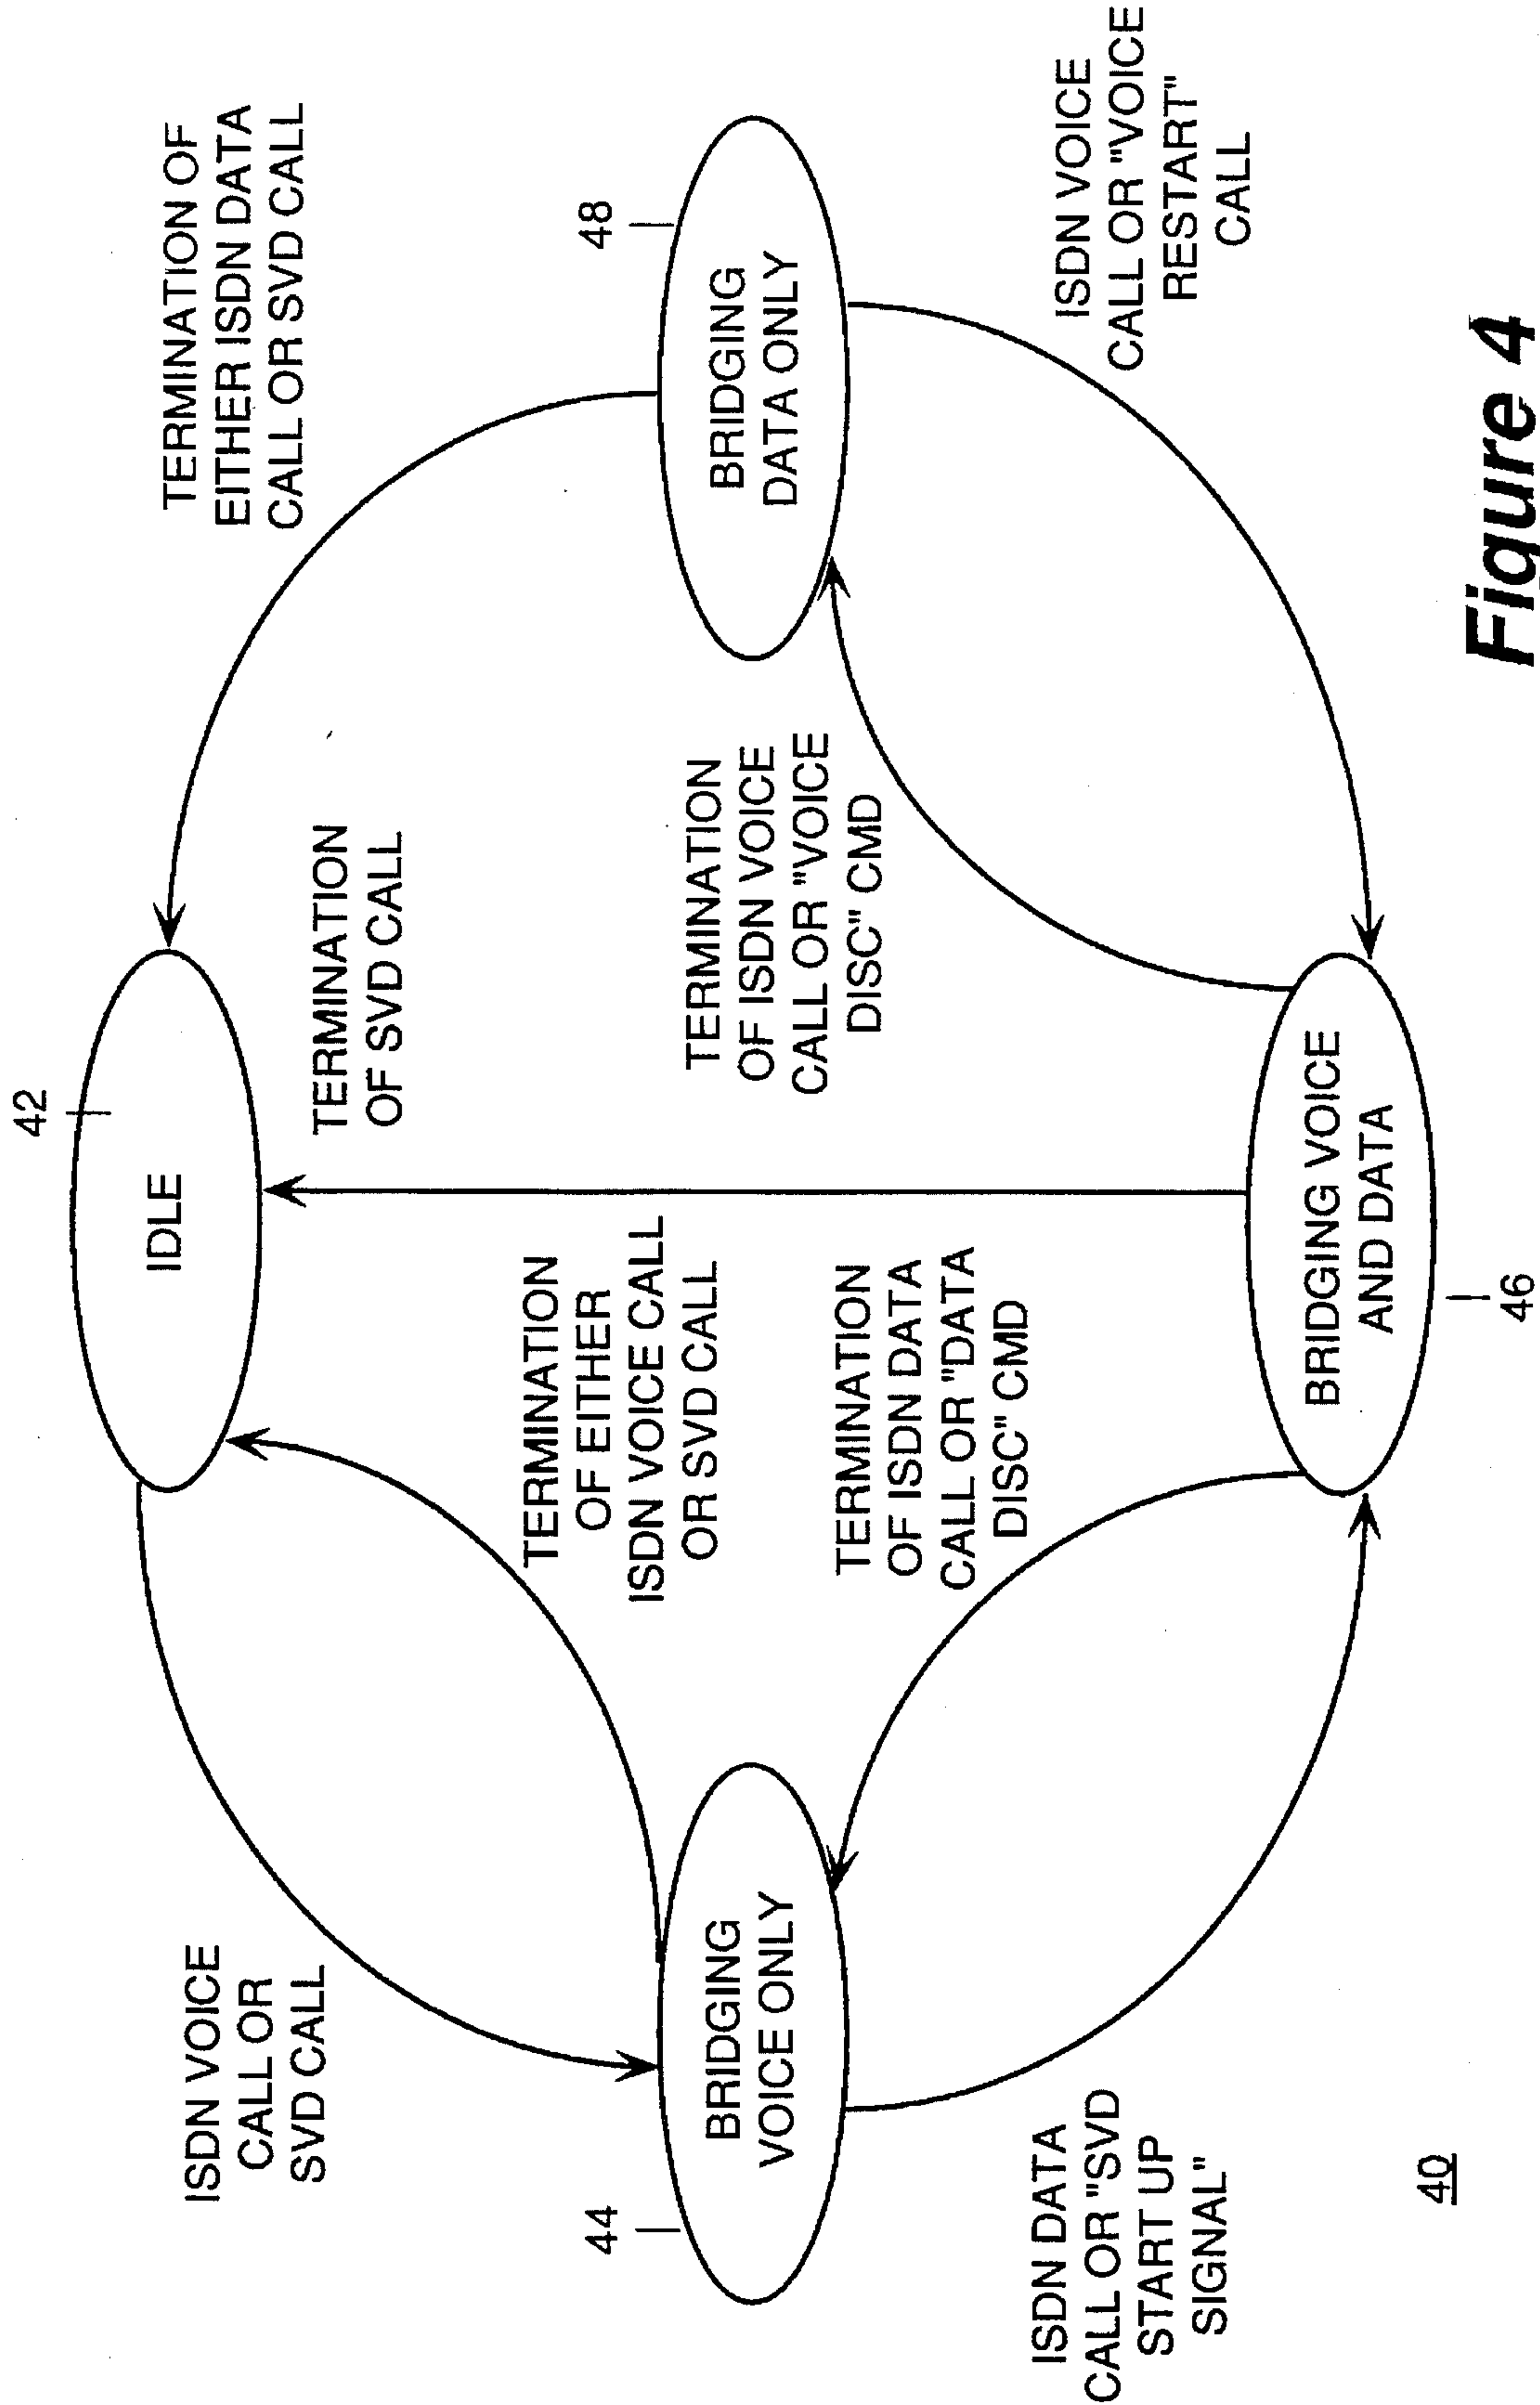 42
IDLE
ISDN VOICE
CALL OR
SVD CALL
TERMINATION OF
EITHER ISDN DATA
CALL OR SVD CALL
TERMINATION
OF SVD CALL
TERMINATION
OF EITHER
ISDN VOICE CALL
OR SVD CALL
44
BRIDGING
VOICE ONLY
48
BRIDGING
DATA ONLY
TERMINATION
OF ISDN VOICE
CALL OR "VOICE
DISC" CMD
TERMINATION
OF ISDN DATA
CALL OR "DATA
DISC" CMD
ISDN DATA
CALL OR "SVD
START UP
SIGNAL"
ISDN VOICE
CALL OR "VOICE
RESTART"
CALL
BRIDGING VOICE
AND DATA
46
40
Figure 4